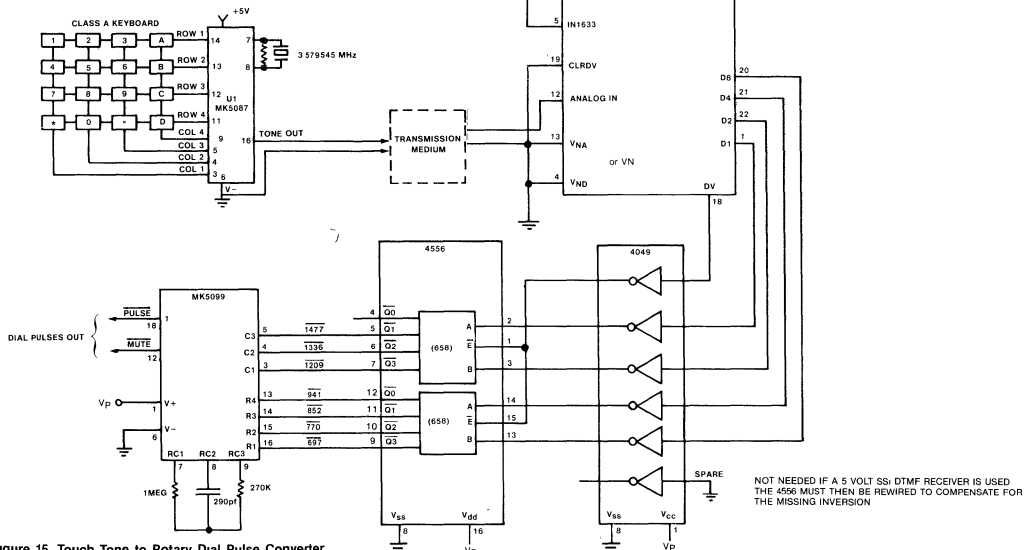 +5V
CLASS A KEYBOARD
1 2 3 A ROW 1 14 7
3 579545 MHz
4 5 6 B ROW 2 13 8
7 8 9 C ROW 3 12
U1
MK5087
* 0 - D ROW 4 11
COL 4 9
COL 3 5
COL 2 4
COL 1 3
6 V-
16 TONE OUT
TRANSMISSION
MEDIUM
5 IN1633
19 CLRDV
12 ANALOG IN
13 VNA
or VN
4 VND
D8 20
D4 21
D2 22
D1 1
DV
18
4556
4049
MK5099
DIAL PULSES OUT
PULSE
18 1
MUTE
12
VP 1 V+
V-
6
C3 5 1477
C2 4 1336
C1 3 1209
R4 13 941
R3 14 852
R2 15 770
R1 16 697
4 Q0
5 Q1
6 Q2
7 Q3
12 Q0
11 Q1
10 Q2
9 Q3
(658)
A 2
E 1
B 3
(658)
A 14
E 15
B 13
RC1 RC2 RC3
7 8 9
1MEG
290pf
270K
Vss Vdd
8 16
SPARE
Vss Vcc
8 1
VP
NOT NEEDED IF A 5 VOLT SSi DTMF RECEIVER IS USED
THE 4556 MUST THEN BE REWIRED TO COMPENSATE FOR
THE MISSING INVERSION